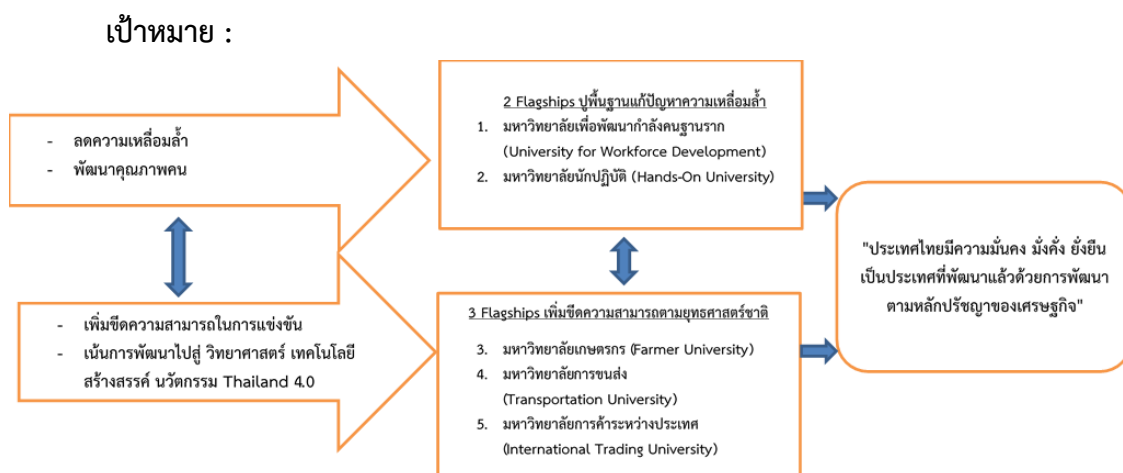 เป้าหมาย :
- ลดความเหลื่อมล้ำ
- พัฒนาคุณภาพคน
- เพิ่มขีดความสามารถในการแข่งขัน
- เน้นการพัฒนาไปสู่ วิทยาศาสตร์ เทคโนโลยี
สร้างสรรค์ นวัตกรรม Thailand 4.0
2 Flagships ปูพื้นฐานแก้ปัญหาความเหลื่อมล้ำ
1. มหาวิทยาลัยเพื่อพัฒนากำลังคนฐานราก
(University for Workforce Development)
2. มหาวิทยาลัยนักปฏิบัติ (Hands-On University)
3 Flagships เพิ่มขีดความสามารถตามยุทธศาสตร์ชาติ
3. มหาวิทยาลัยเกษตรกร (Farmer University)
4. มหาวิทยาลัยการขนส่ง
(Transportation University)
5. มหาวิทยาลัยการค้าระหว่างประเทศ
(International Trading University)
"ประเทศไทยมีความมั่นคง มั่งคั่ง ยั่งยืน
เป็นประเทศที่พัฒนาแล้วด้วยการพัฒนา
ตามหลักปรัชญาของเศรษฐกิจ"